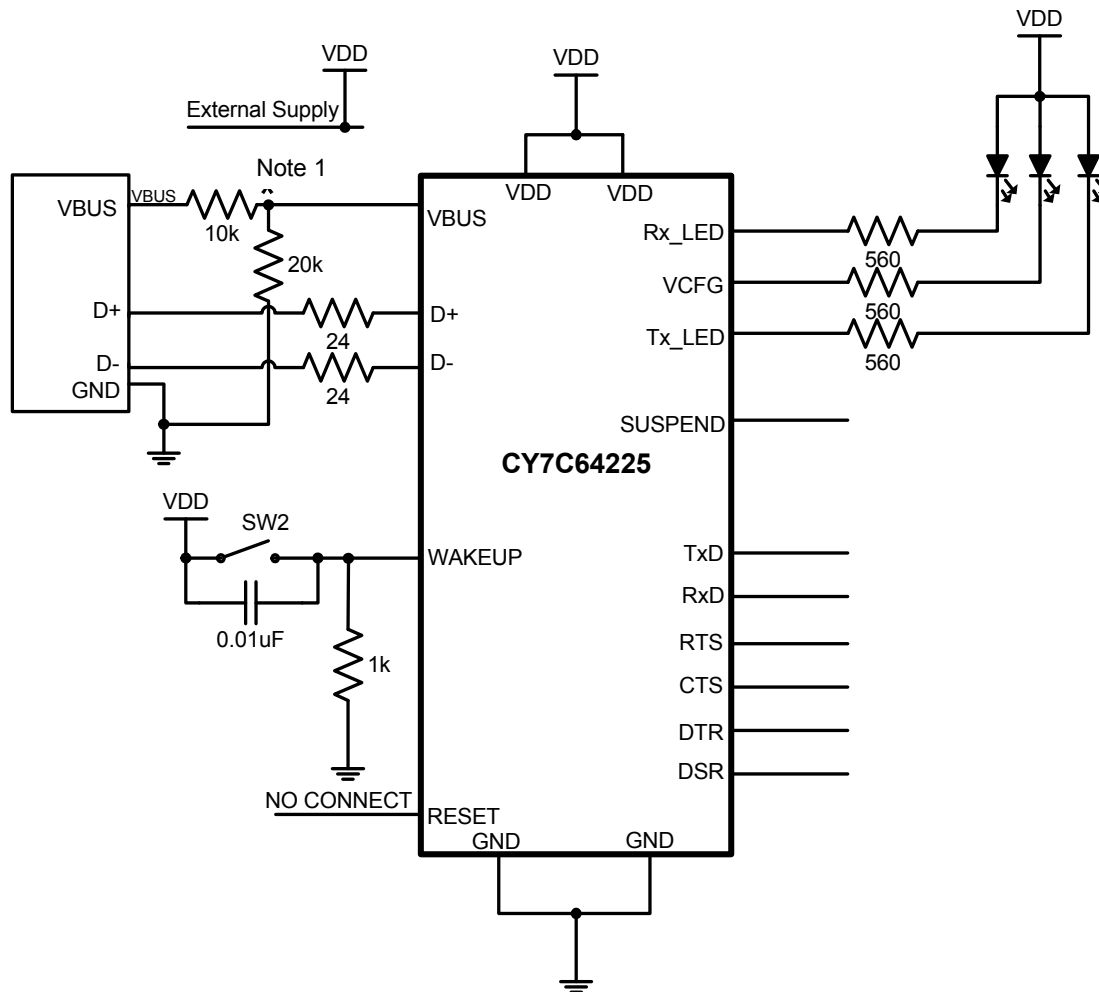 VDD
VDD
VDD
External Supply
Note 1
VBUS
VBUS
10k
20k
VBUS
VDD
VDD
Rx_LED
560
VCFG
560
Tx_LED
560
D+
24
D+
D-
24
D-
GND
SUSPEND
CY7C64225
VDD
SW2
WAKEUP
0.01uF
1k
TxD
RxD
RTS
CTS
DTR
DSR
NO CONNECT
RESET
GND
GND